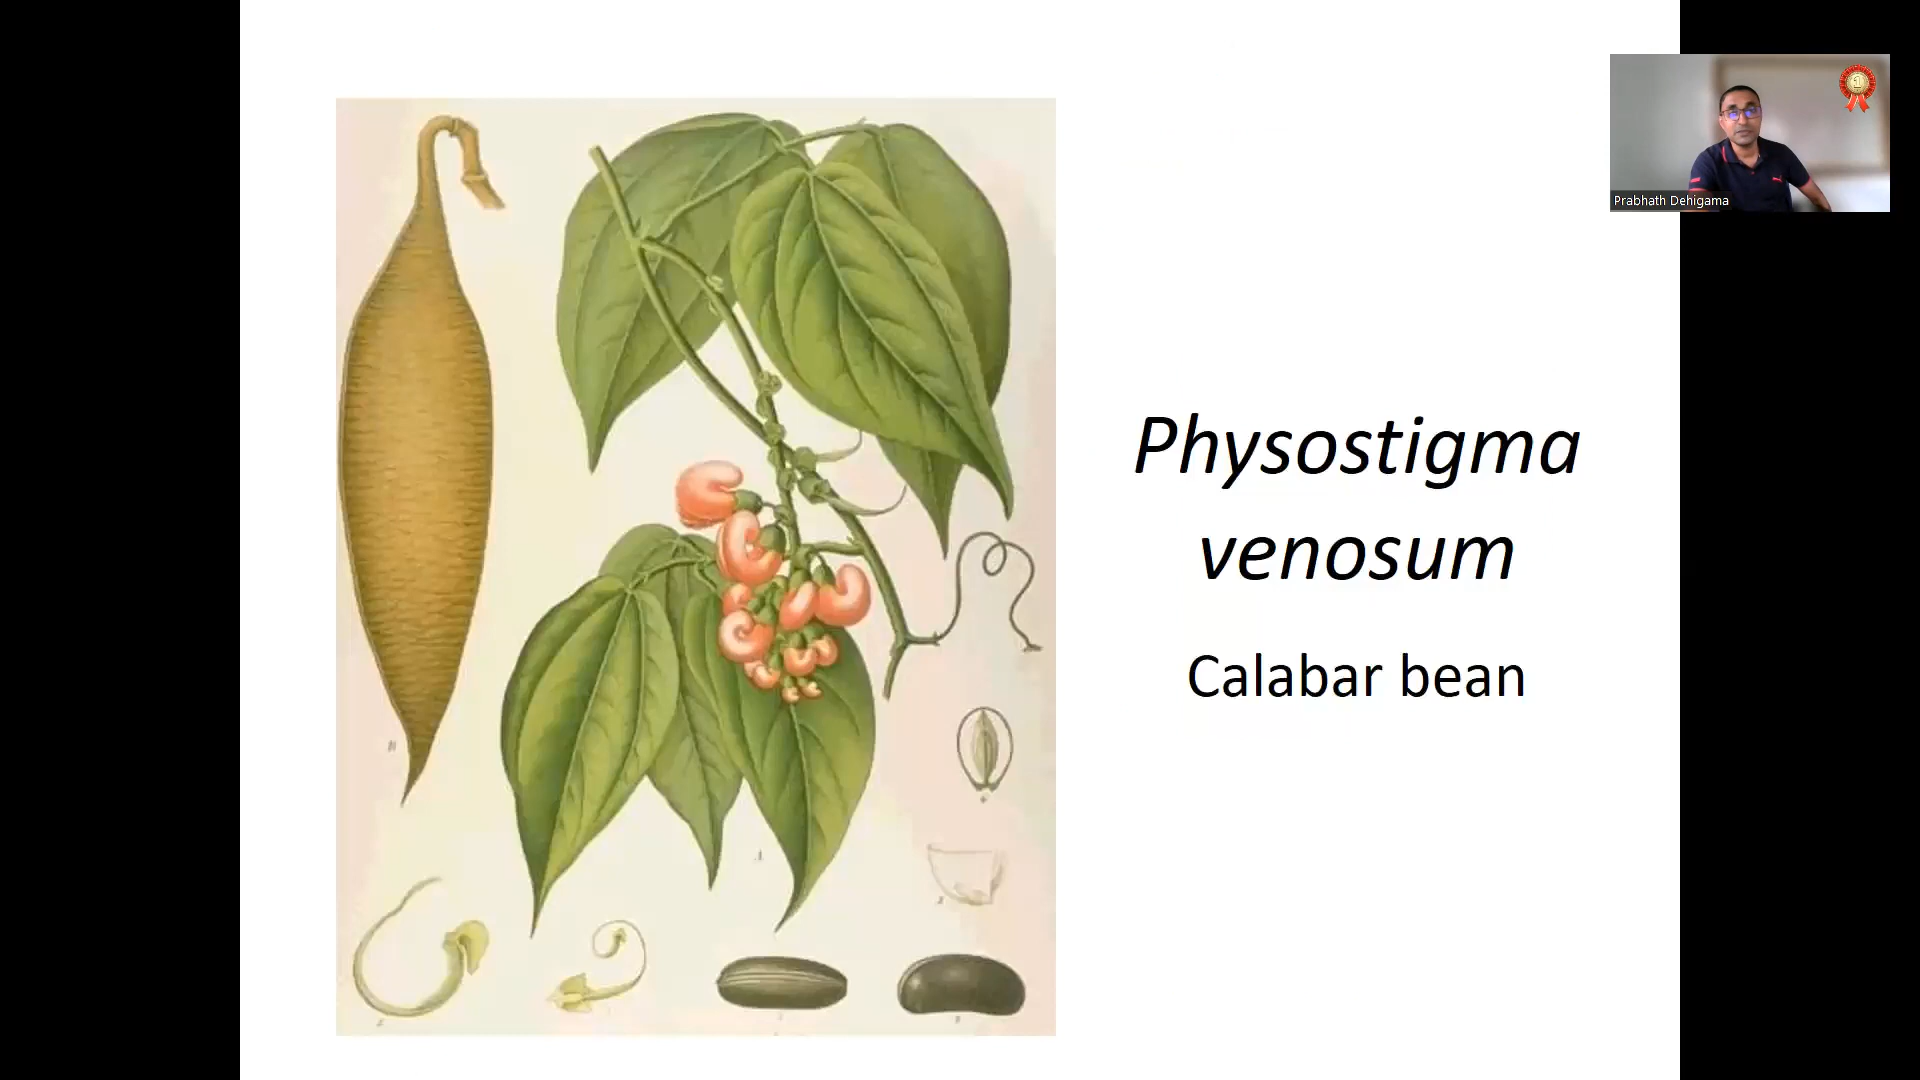 Physostigma
venosum
Calabar bean
Prabhath Dehigama